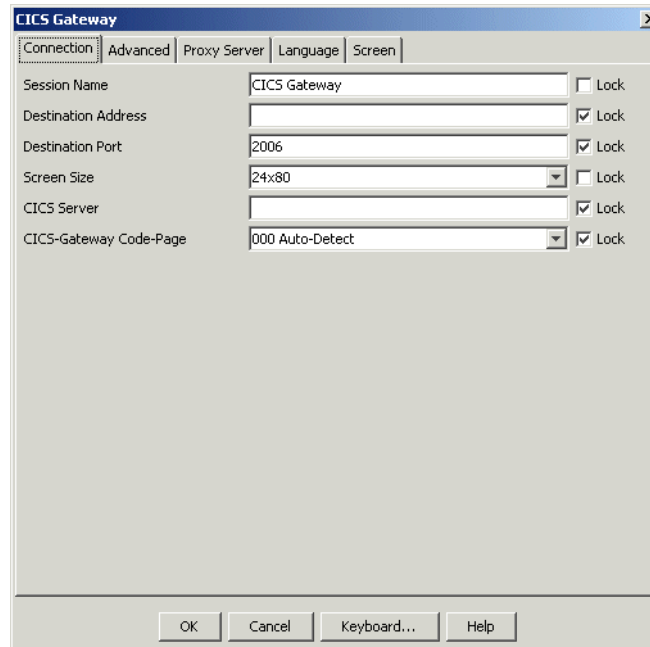 CICS Gateway
Connection Advanced Proxy Server Language Screen
Session Name CICS Gateway Lock
Destination Address Lock
Destination Port 2006 Lock
Screen Size 24x80 Lock
CICS Server Lock
CICS-Gateway Code-Page 000 Auto-Detect Lock
OK Cancel Keyboard... Help